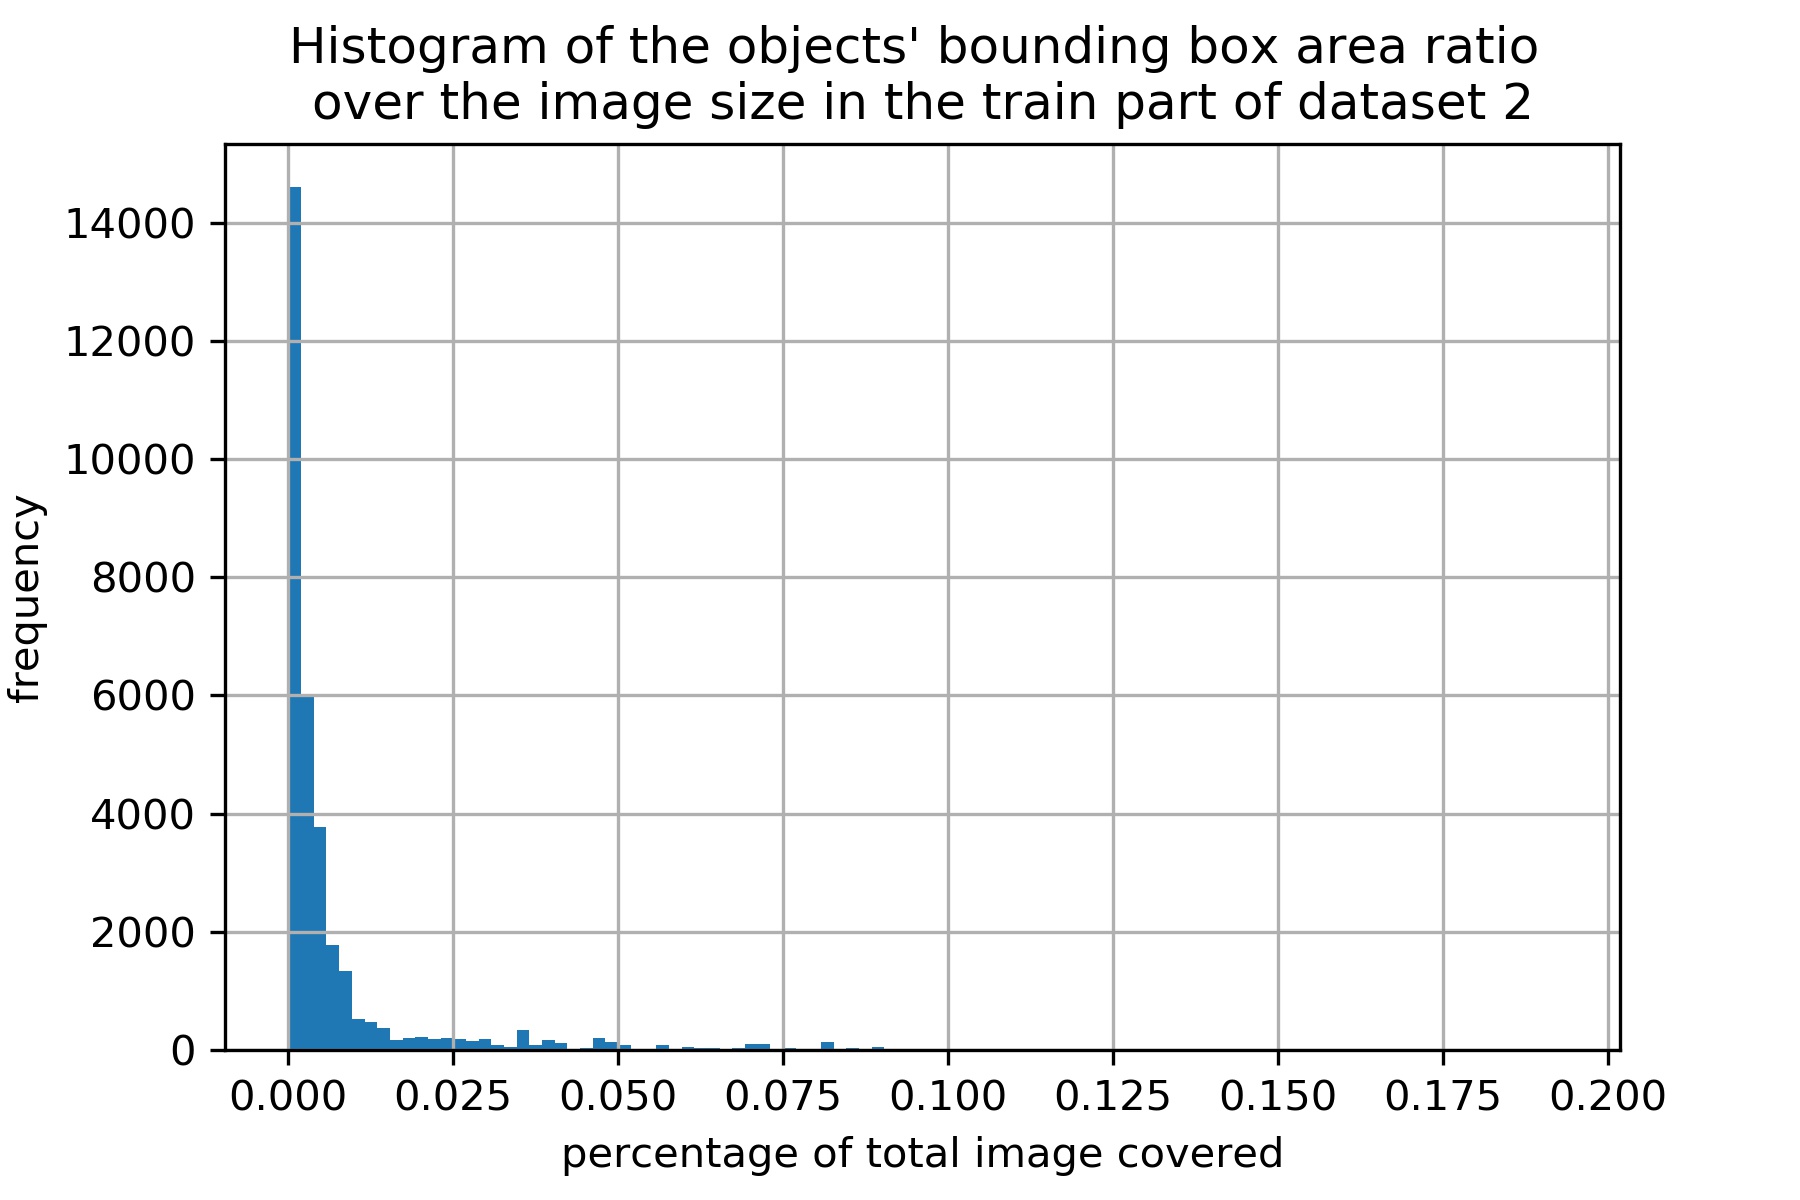 Histogram of the objects' bounding box area ratio
over the image size in the train part of dataset 2
14000
12000
10000
8000
6000
4000
2000
0
frequency
0.000 0.025 0.050 0.075 0.100 0.125 0.150 0.175 0.200
percentage of total image covered